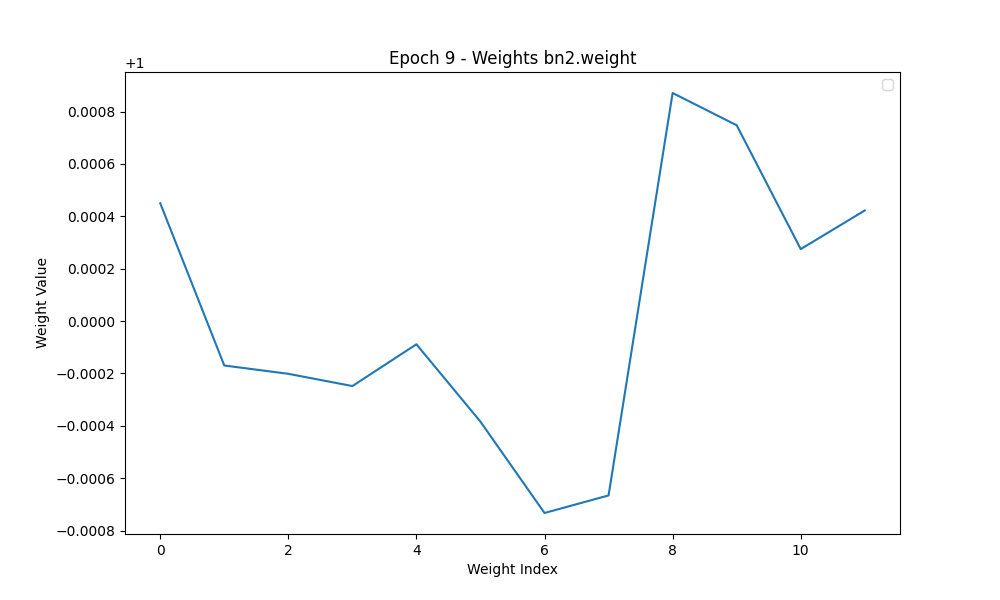 Epoch 9 - Weights bn2.weight
+1
0.0008
0.0006
0.0004
0.0002
0.0000
−0.0002
−0.0004
−0.0006
−0.0008
Weight Value
0 2 4 6 8 10
Weight Index